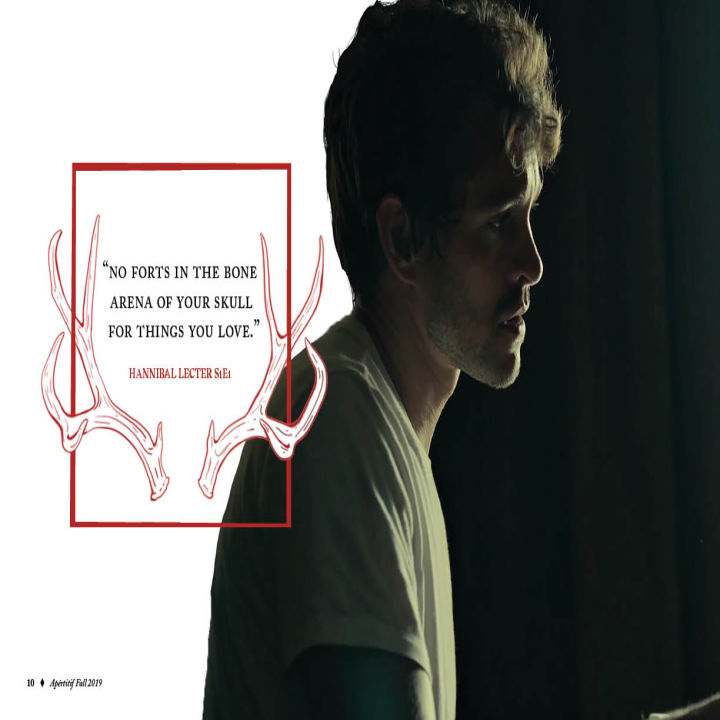 “NO FORTS IN THE BONE
ARENA OF YOUR SKULL
FOR THINGS YOU LOVE.”
HANNIBAL LECTER S1E1
10 ♦ Apértitif Fall 2019